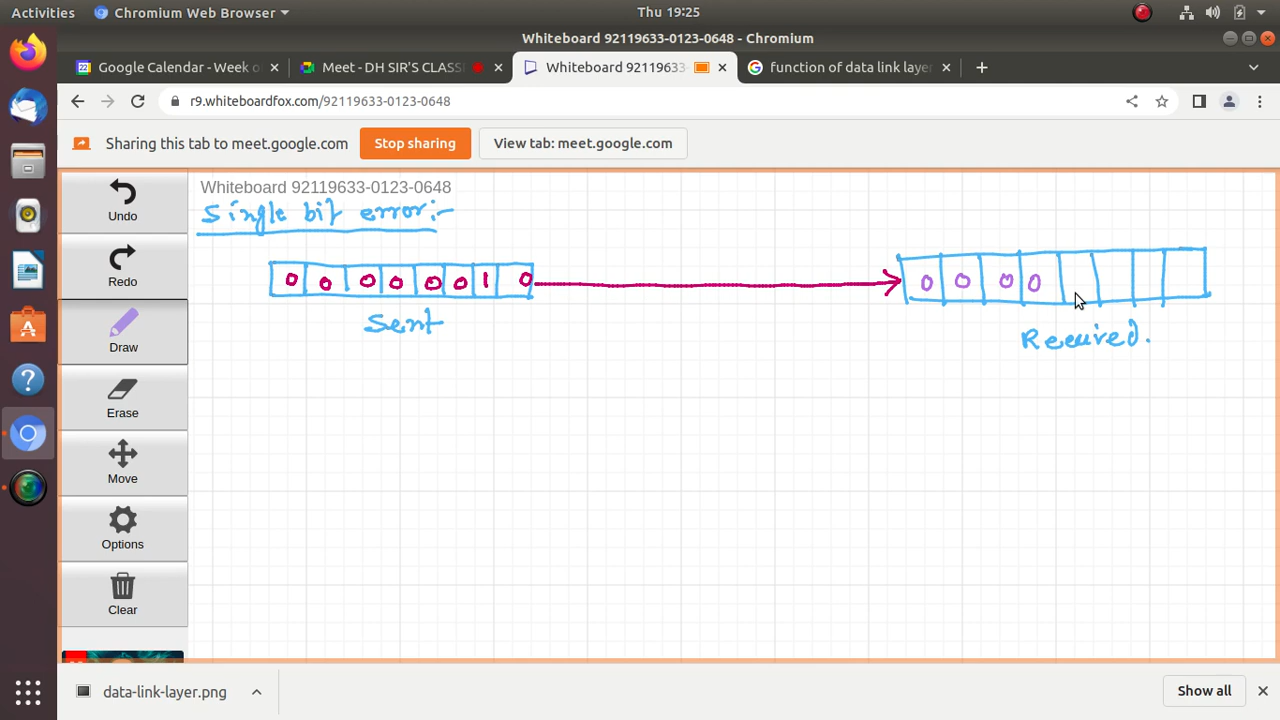 Activities Chromium Web Browser Thu 19:25
Whiteboard 92119633-0123-0648 - Chromium
22 Google Calendar - Week o Meet - DH SIR'S CLASS Whiteboard 92119633 function of data link laye
r9.whiteboardfox.com/92119633-0123-0648
Sharing this tab to meet.google.com Stop sharing View tab: meet.google.com
Whiteboard 92119633-0123-0648
Single bit error:-
0 0 0 0 0 0 1 0
0 0 0 0
Sent
Received.
Undo
Redo
Draw
Erase
Move
Options
Clear
data-link-layer.png
Show all